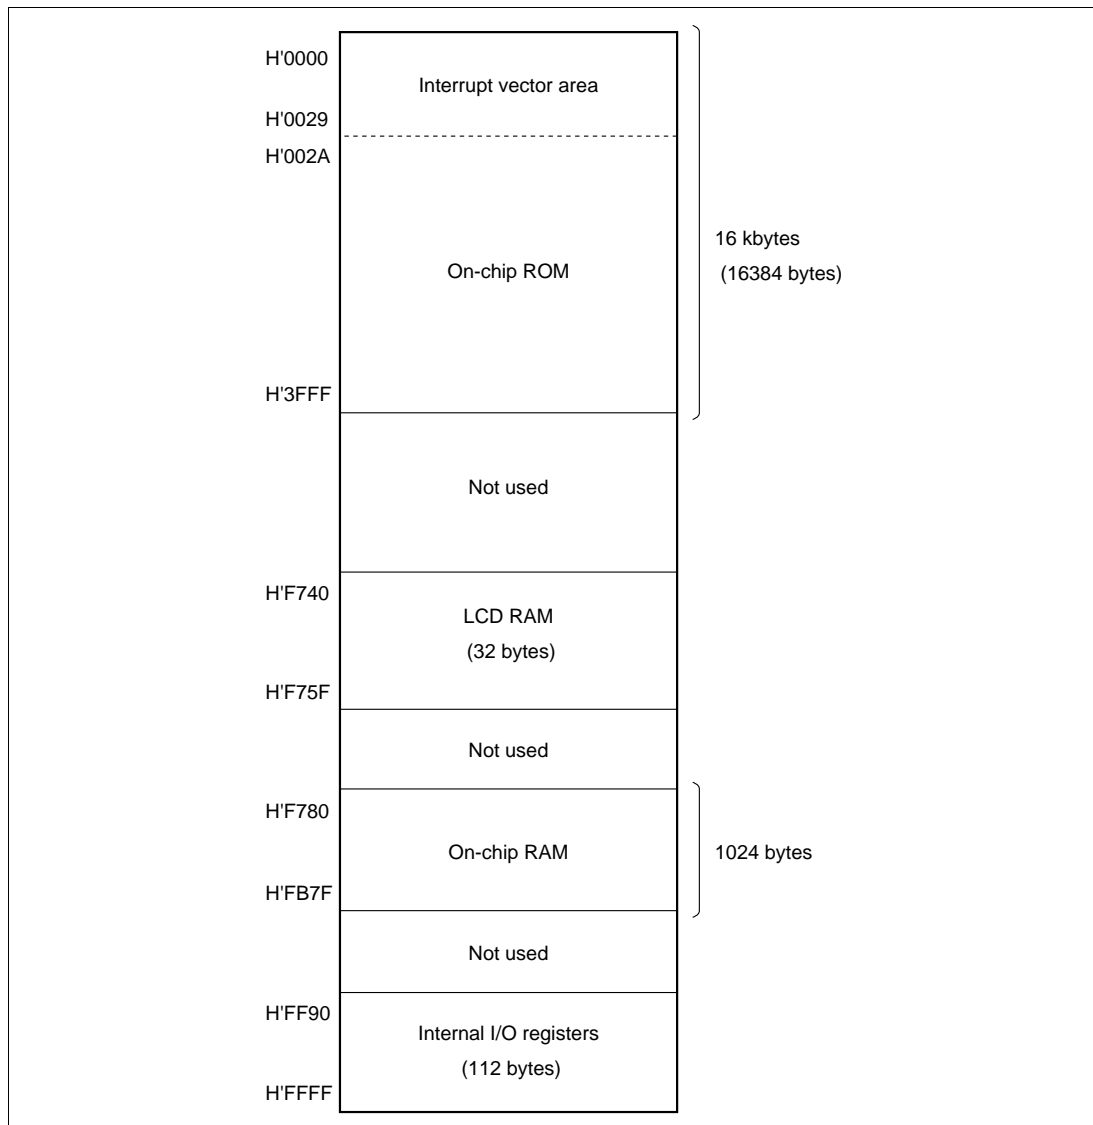 H'0000
Interrupt vector area
H'0029
H'002A
16 kbytes
(16384 bytes)
On-chip ROM
H'3FFF
Not used
H'F740
LCD RAM
(32 bytes)
H'F75F
Not used
H'F780
On-chip RAM
1024 bytes
H'FB7F
Not used
H'FF90
Internal I/O registers
(112 bytes)
H'FFFF